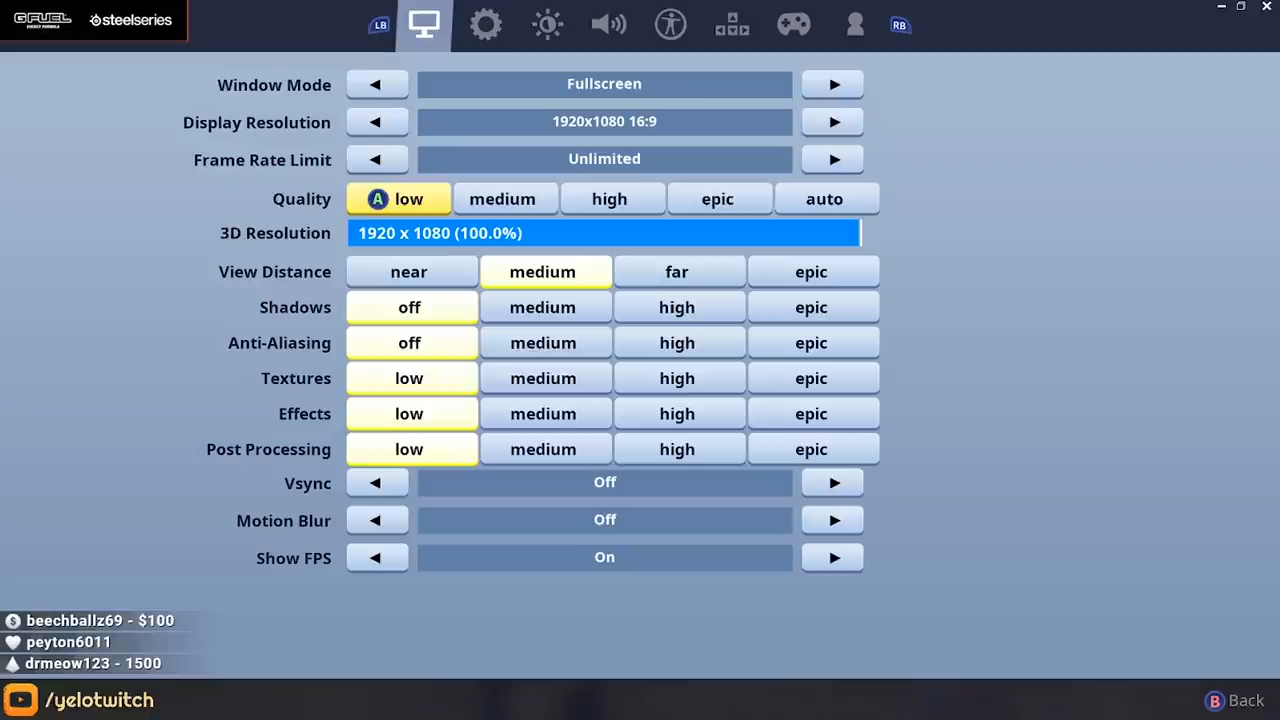 G FUEL
ENERGY FORMULA
steelseries
LB
RB
Window Mode
Fullscreen
Display Resolution
1920x1080 16:9
Frame Rate Limit
Unlimited
Quality
A low
medium
high
epic
auto
3D Resolution
1920 x 1080 (100.0%)
View Distance
near
medium
far
epic
Shadows
off
medium
high
epic
Anti-Aliasing
off
medium
high
epic
Textures
low
medium
high
epic
Effects
low
medium
high
epic
Post Processing
low
medium
high
epic
Vsync
Off
Motion Blur
Off
Show FPS
On
beechballz69 - $100
peyton6011
drmeow123 - 1500
/yelotwitch
B Back